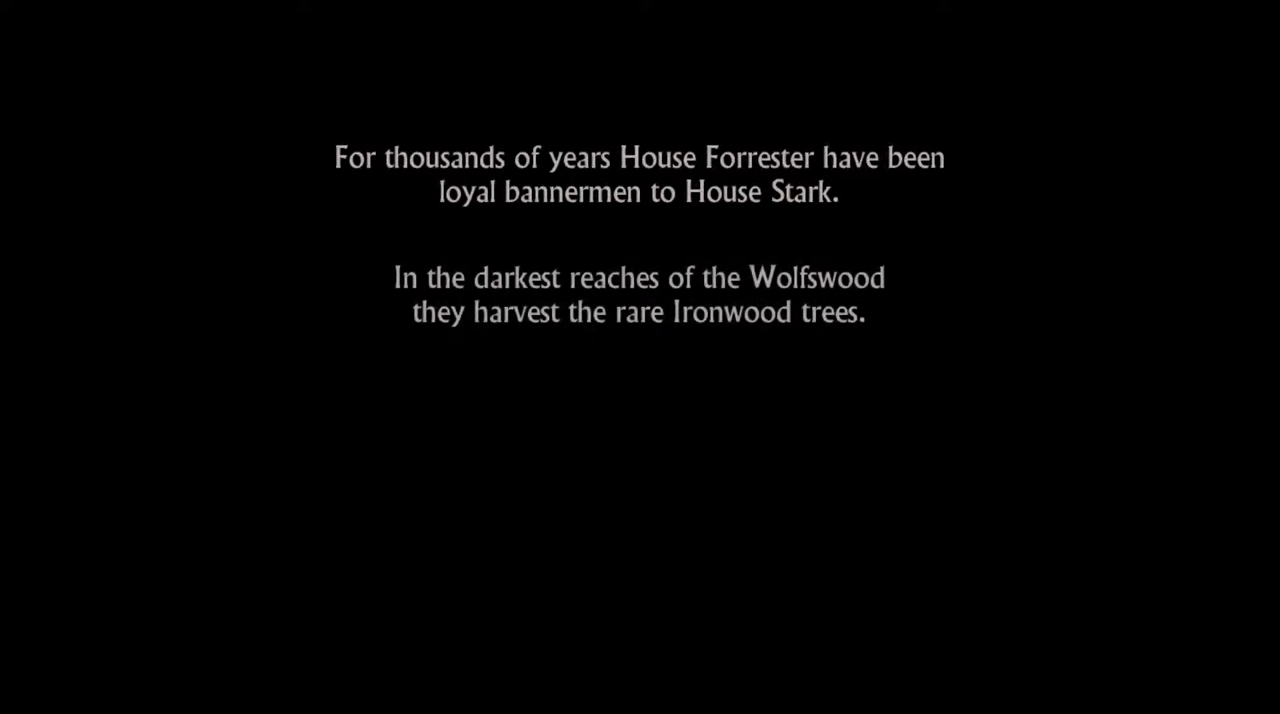 For thousands of years House Forrester have been
loyal bannermen to House Stark.
In the darkest reaches of the Wolfswood
they harvest the rare Ironwood trees.